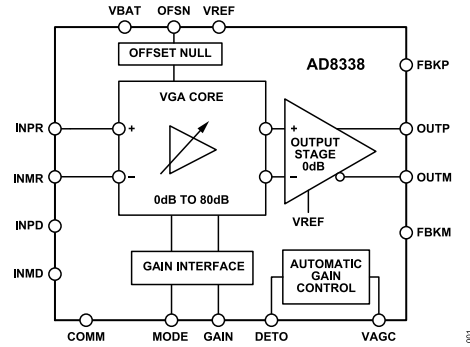 VBAT OFSN VREF
OFFSET NULL
AD8338
FBKP
VGA CORE
INPR
+
+
OUTPUT
STAGE
0dB
OUTP
INMR
–
–
OUTM
0dB TO 80dB
VREF
INPD
FBKM
GAIN INTERFACE
AUTOMATIC
GAIN
CONTROL
INMD
COMM MODE GAIN DETO VAGC
001